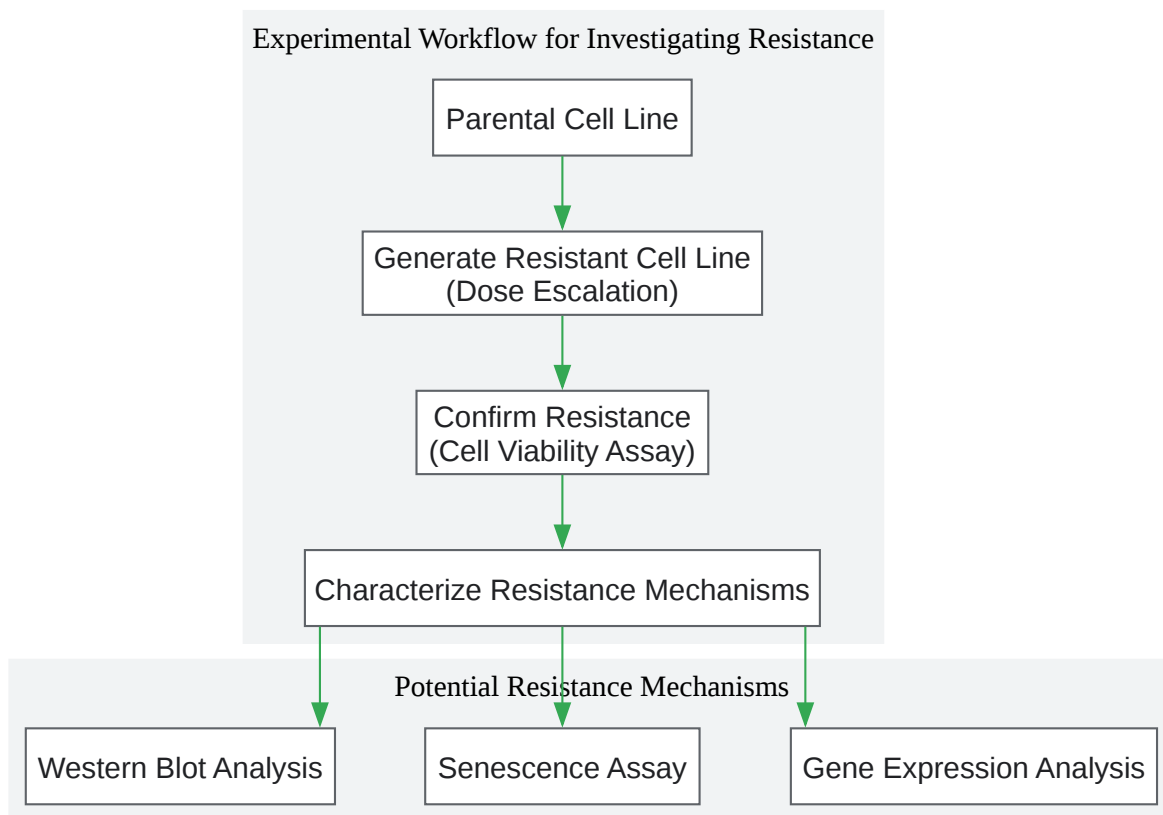 Experimental Workflow for Investigating Resistance
Parental Cell Line
Generate Resistant Cell Line
(Dose Escalation)
Confirm Resistance
(Cell Viability Assay)
Characterize Resistance Mechanisms
Potential Resistance Mechanisms
Western Blot Analysis
Senescence Assay
Gene Expression Analysis